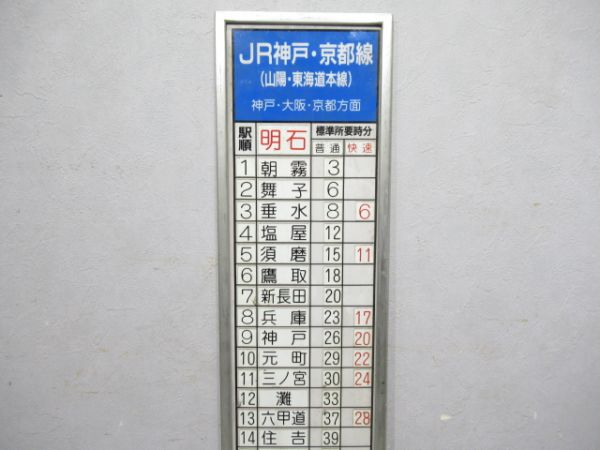 JR神戸・京都線
(山陽・東海道本線)
神戸・大阪・京都方面
駅順 明石 標準所要時分
普通 快速
1 朝霧 3
2 舞子 6
3 垂水 8 6
4 塩屋 12
5 須磨 15 11
6 鷹取 18
7 新長田 20
8 兵庫 23 17
9 神戸 26 20
10 元町 29 22
11 三ノ宮 30 24
12 灘 33
13 六甲道 37 28
14 住吉 39